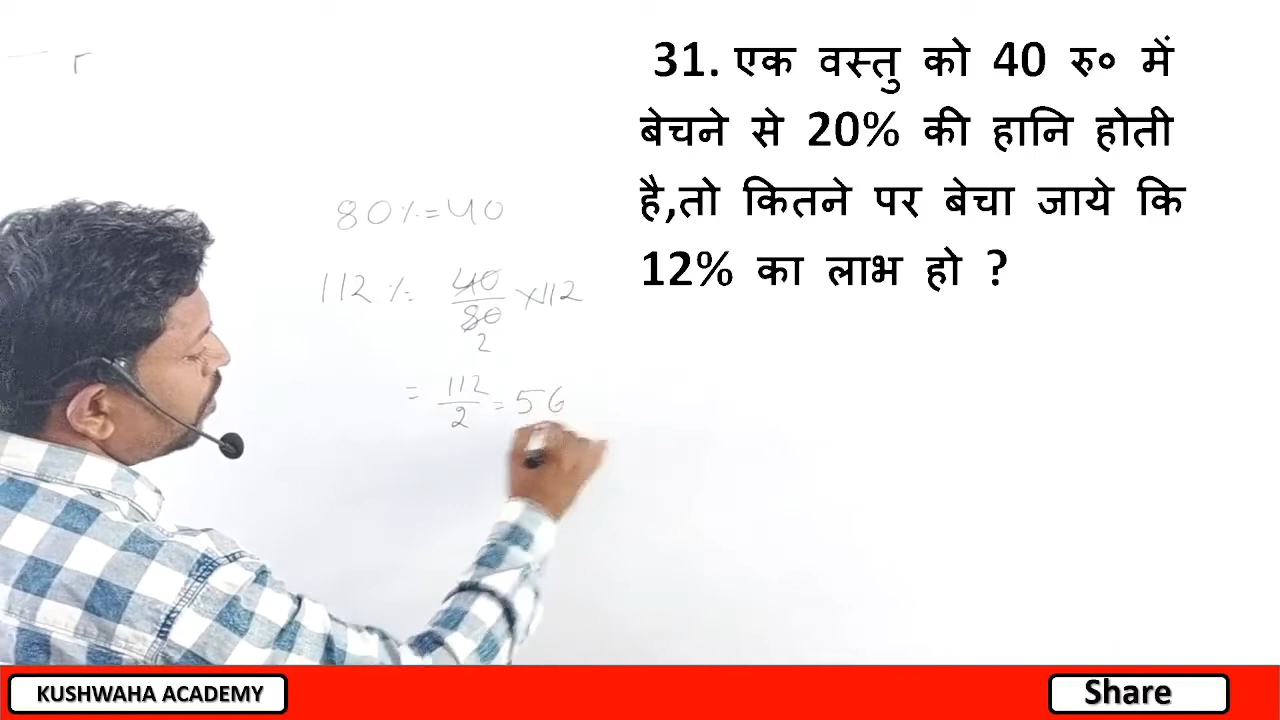 31. एक वस्तु को 40 रु० में
बेचने से 20% की हानि होती
है,तो कितने पर बेचा जाये कि
12% का लाभ हो ?
80%=40
112% 40/80 ×112
2
= 112/2 = 56
KUSHWAHA ACADEMY
Share